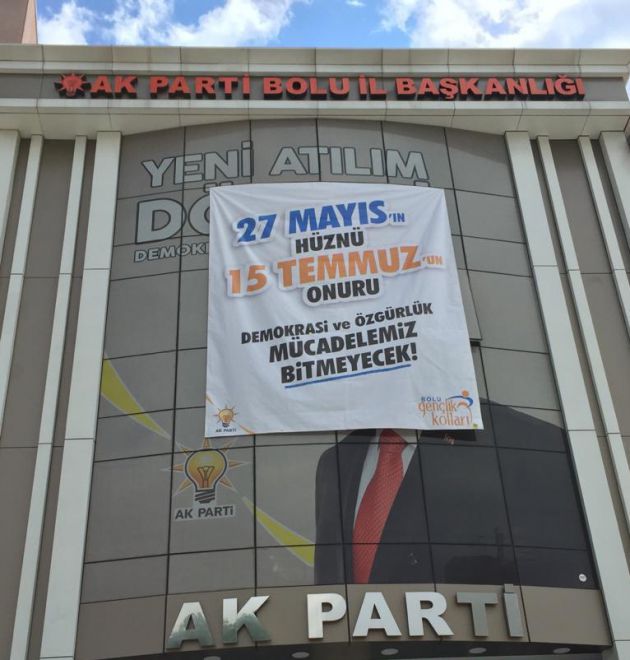 AK PARTİ BOLU İL BAŞKANLIĞI
YENİ ATILIM
27 MAYIS'IN
HÜZNÜ
15 TEMMUZ'UN
ONURU
DEMOKRASİ ve ÖZGÜRLÜK
MÜCADELEMİZ
BİTMEYECEK!
AK PARTİ
BOLU
gençlik
kolları
AK PARTİ
AK PARTİ